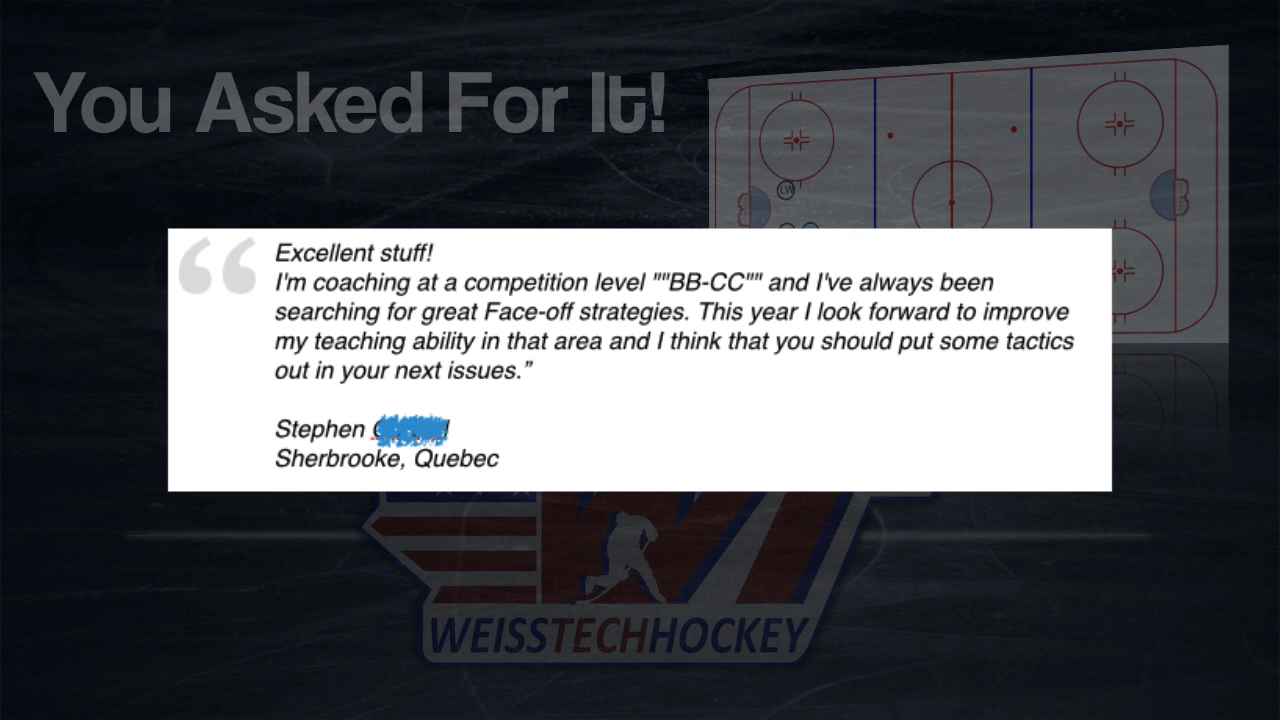 You Asked For It!
LW
Excellent stuff!
I'm coaching at a competition level ""BB-CC"" and I've always been
searching for great Face-off strategies. This year I look forward to improve
my teaching ability in that area and I think that you should put some tactics
out in your next issues.”
Stephen
Sherbrooke, Quebec
WEISSTECHHOCKEY